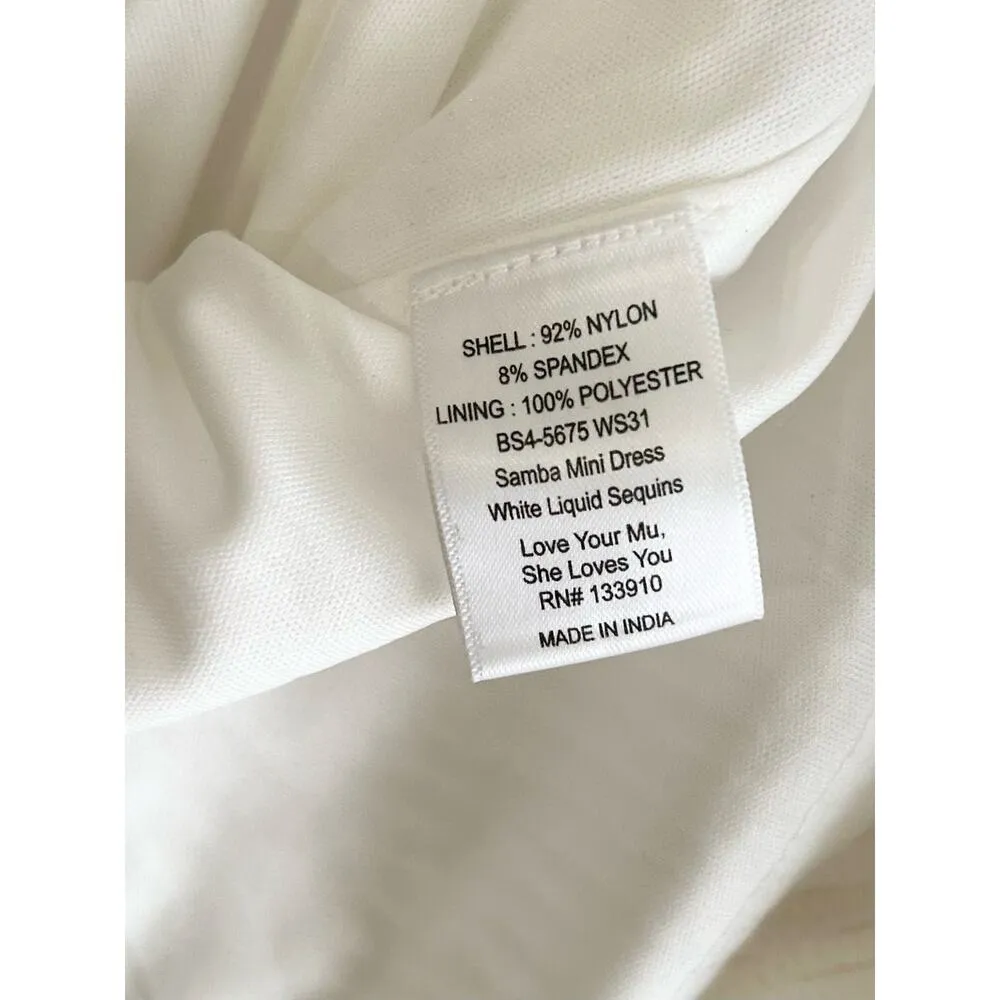 SHELL : 92% NYLON
8% SPANDEX
LINING : 100% POLYESTER
BS4-5675 WS31
Samba Mini Dress
White Liquid Sequins
Love Your Mu,
She Loves You
RN# 133910
MADE IN INDIA